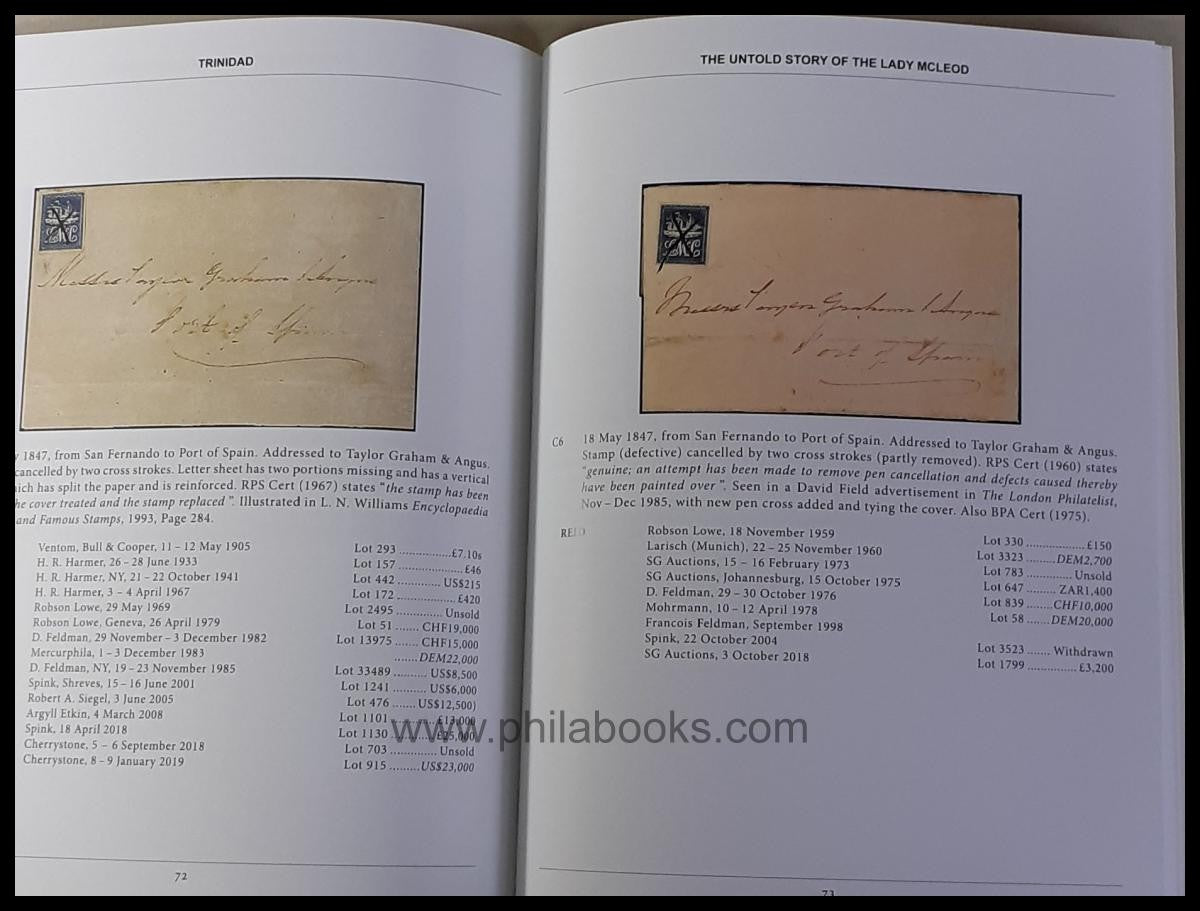 TRINIDAD
Messrs Taylor Graham & Angus
Port of Spain
1847, from San Fernando to Port of Spain. Addressed to Taylor Graham & Angus.
cancelled by two cross strokes. Letter sheet has two portions missing and has a vertical
has split the paper and is reinforced. RPS Cert (1967) states "the stamp has been
cover treated and the stamp replaced". Illustrated in L. N. Williams Encyclopaedia
and Famous Stamps, 1993, Page 284.
Ventom, Bull & Cooper, 11 – 12 May 1905 Lot 293 ...............£7.10s
H. R. Harmer, 26 – 28 June 1933 Lot 157 .....................£46
H. R. Harmer, NY, 21 – 22 October 1941 Lot 442 ............... US$215
H. R. Harmer, 3 – 4 April 1967 Lot 172 ................... £420
Robson Lowe, 29 May 1969 Lot 2495 ............. Unsold
Robson Lowe, Geneva, 26 April 1979 Lot 51 ...... CHF19,000
D. Feldman, 29 November – 3 December 1982 Lot 13975 ...... CHF15,000
Mercurphila, 1 – 3 December 1983 .......DEM22,000
D. Feldman, NY, 19 – 23 November 1985 Lot 33489 .......... US$8,500
Spink, Shreves, 15 – 16 June 2001 Lot 1241 .......... US$6,000
Robert A. Siegel, 3 June 2005 Lot 476 ....... US$12,500)
Argyll Etkin, 4 March 2008 Lot 1101 ............ £13,000
Spink, 18 April 2018 Lot 1130 ............ £25,000
Cherrystone, 5 – 6 September 2018 Lot 703 ............... Unsold
Cherrystone, 8 – 9 January 2019 Lot 915 .........US$23,000
72
THE UNTOLD STORY OF THE LADY MCLEOD
Messrs Taylor Graham & Angus
Port of Spain
C6 18 May 1847, from San Fernando to Port of Spain. Addressed to Taylor Graham & Angus.
Stamp (defective) cancelled by two cross strokes (partly removed). RPS Cert (1960) states
"genuine; an attempt has been made to remove pen cancellation and defects caused thereby
have been painted over". Seen in a David Field advertisement in The London Philatelist,
Nov – Dec 1985, with new pen cross added and tying the cover. Also BPA Cert (1975).
Robson Lowe, 18 November 1959 Lot 330 ...................£150
Larisch (Munich), 22 – 25 November 1960 Lot 3323 .........DEM2,700
SG Auctions, 15 – 16 February 1973 Lot 783 ............... Unsold
SG Auctions, Johannesburg, 15 October 1975 Lot 647 ......... ZAR1,400
D. Feldman, 29 – 30 October 1976 Lot 839 ........CHF10,000
Mohrmann, 10 – 12 April 1978 Lot 58 .......DEM20,000
Francois Feldman, September 1998
Spink, 22 October 2004 Lot 3523 ....... Withdrawn
SG Auctions, 3 October 2018 Lot 1799 ...............£3,200
73
www.philabooks.com